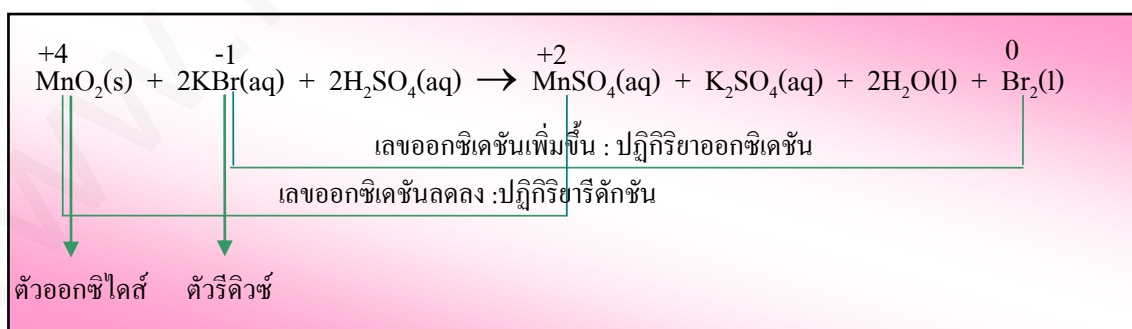 +4 -1 +2 0
MnO₂(s) + 2KBr(aq) + 2H₂SO₄(aq) → MnSO₄(aq) + K₂SO₄(aq) + 2H₂O(l) + Br₂(l)
เลขออกซิเดชันเพิ่มขึ้น : ปฏิกิริยาออกซิเดชัน
เลขออกซิเดชันลดลง :ปฏิกิริยารีดักชัน
ตัวออกซิไดส์ ตัวรีดิวซ์